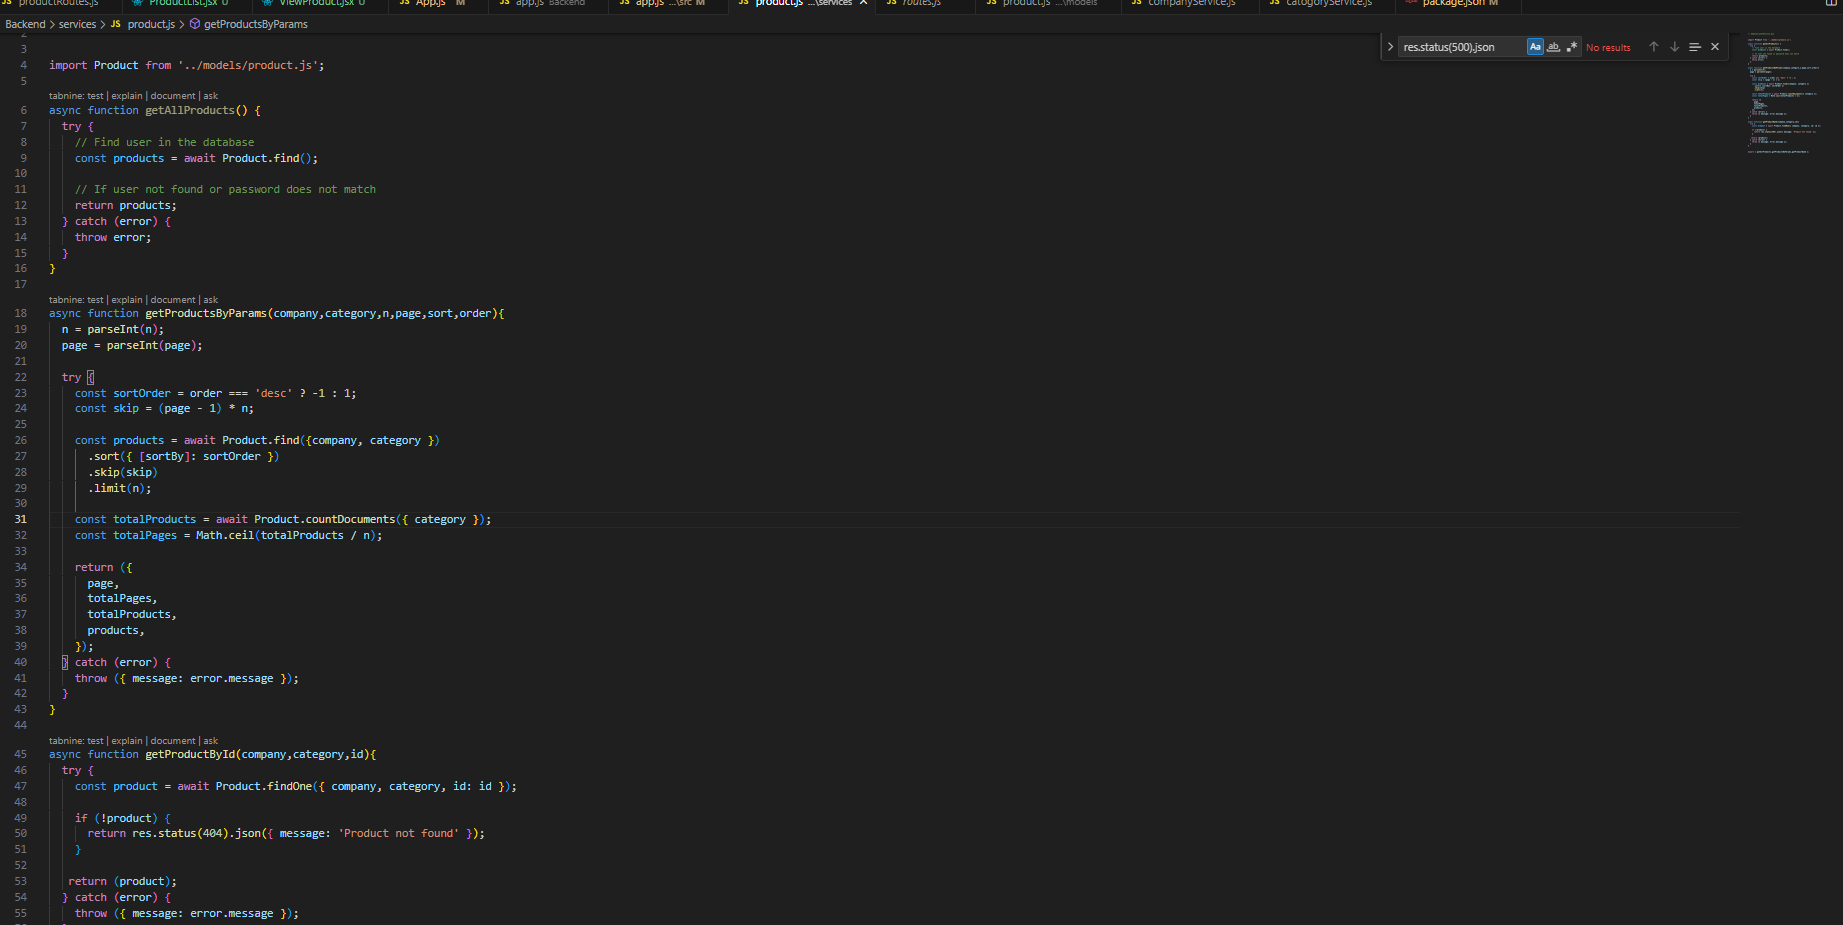 productRoutes.js ProductList.jsx U ViewProduct.jsx U App.js M app.js Backend app.js ...\src M product.js ...\services routes.js product.js ...\models companyService.js catogoryService.js package.json M
Backend > services > JS product.js > getProductsByParams
res.status(500).json Aa ab No results
2
3
4 import Product from '../models/product.js';
5
tabnine: test | explain | document | ask
6 async function getAllProducts() {
7 try {
8 // Find user in the database
9 const products = await Product.find();
10
11 // If user not found or password does not match
12 return products;
13 } catch (error) {
14 throw error;
15 }
16 }
17
tabnine: test | explain | document | ask
18 async function getProductsByParams(company,category,n,page,sort,order){
19 n = parseInt(n);
20 page = parseInt(page);
21
22 try {
23 const sortOrder = order === 'desc' ? -1 : 1;
24 const skip = (page - 1) * n;
25
26 const products = await Product.find({company, category })
27 .sort({ [sortBy]: sortOrder })
28 .skip(skip)
29 .limit(n);
30
31 const totalProducts = await Product.countDocuments({ category });
32 const totalPages = Math.ceil(totalProducts / n);
33
34 return ({
35 page,
36 totalPages,
37 totalProducts,
38 products,
39 });
40 } catch (error) {
41 throw ({ message: error.message });
42 }
43 }
44
tabnine: test | explain | document | ask
45 async function getProductById(company,category,id){
46 try {
47 const product = await Product.findOne({ company, category, id: id });
48
49 if (!product) {
50 return res.status(404).json({ message: 'Product not found' });
51 }
52
53 return (product);
54 } catch (error) {
55 throw ({ message: error.message });